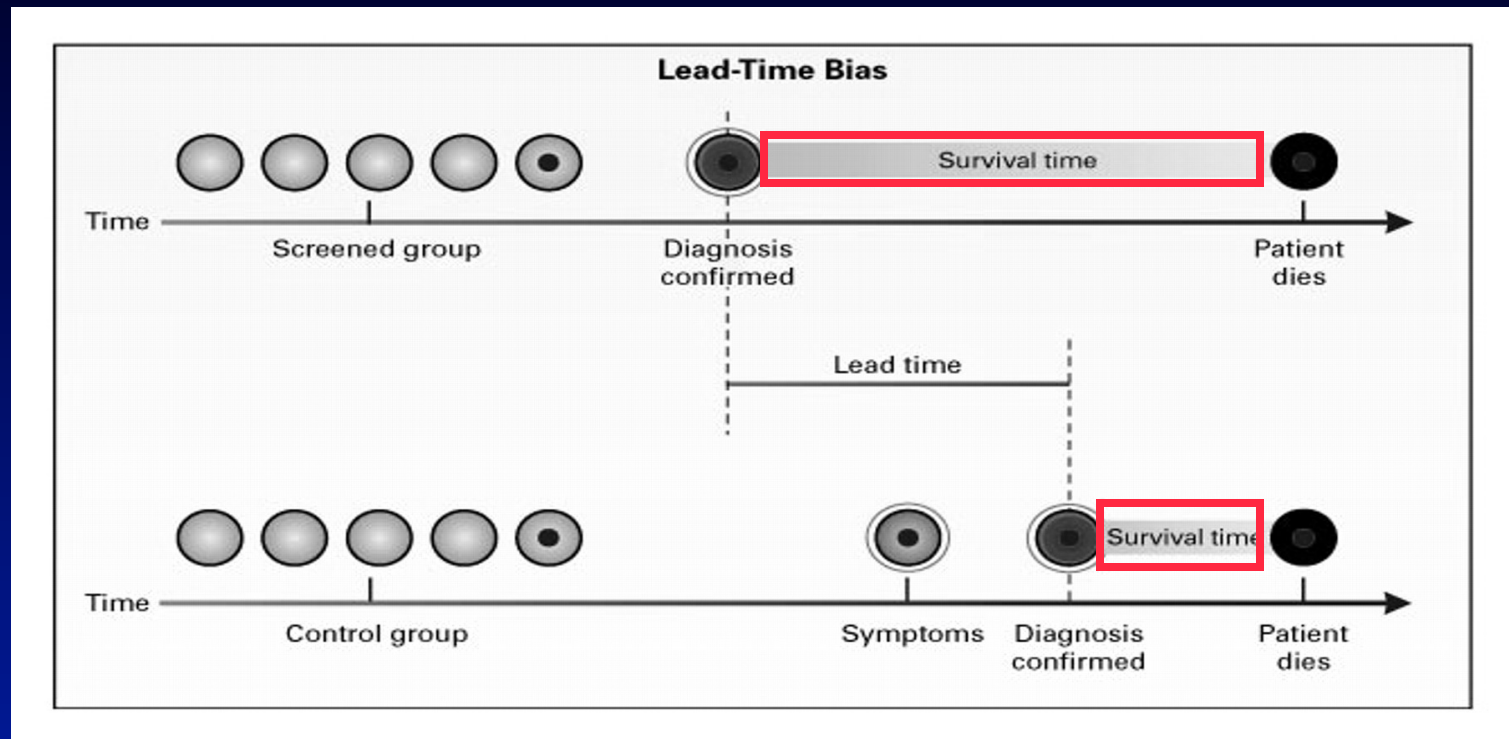 Lead-Time Bias
Survival time
Time
Screened group
Diagnosis
confirmed
Patient
dies
Lead time
Survival time
Time
Control group
Symptoms
Diagnosis
confirmed
Patient
dies